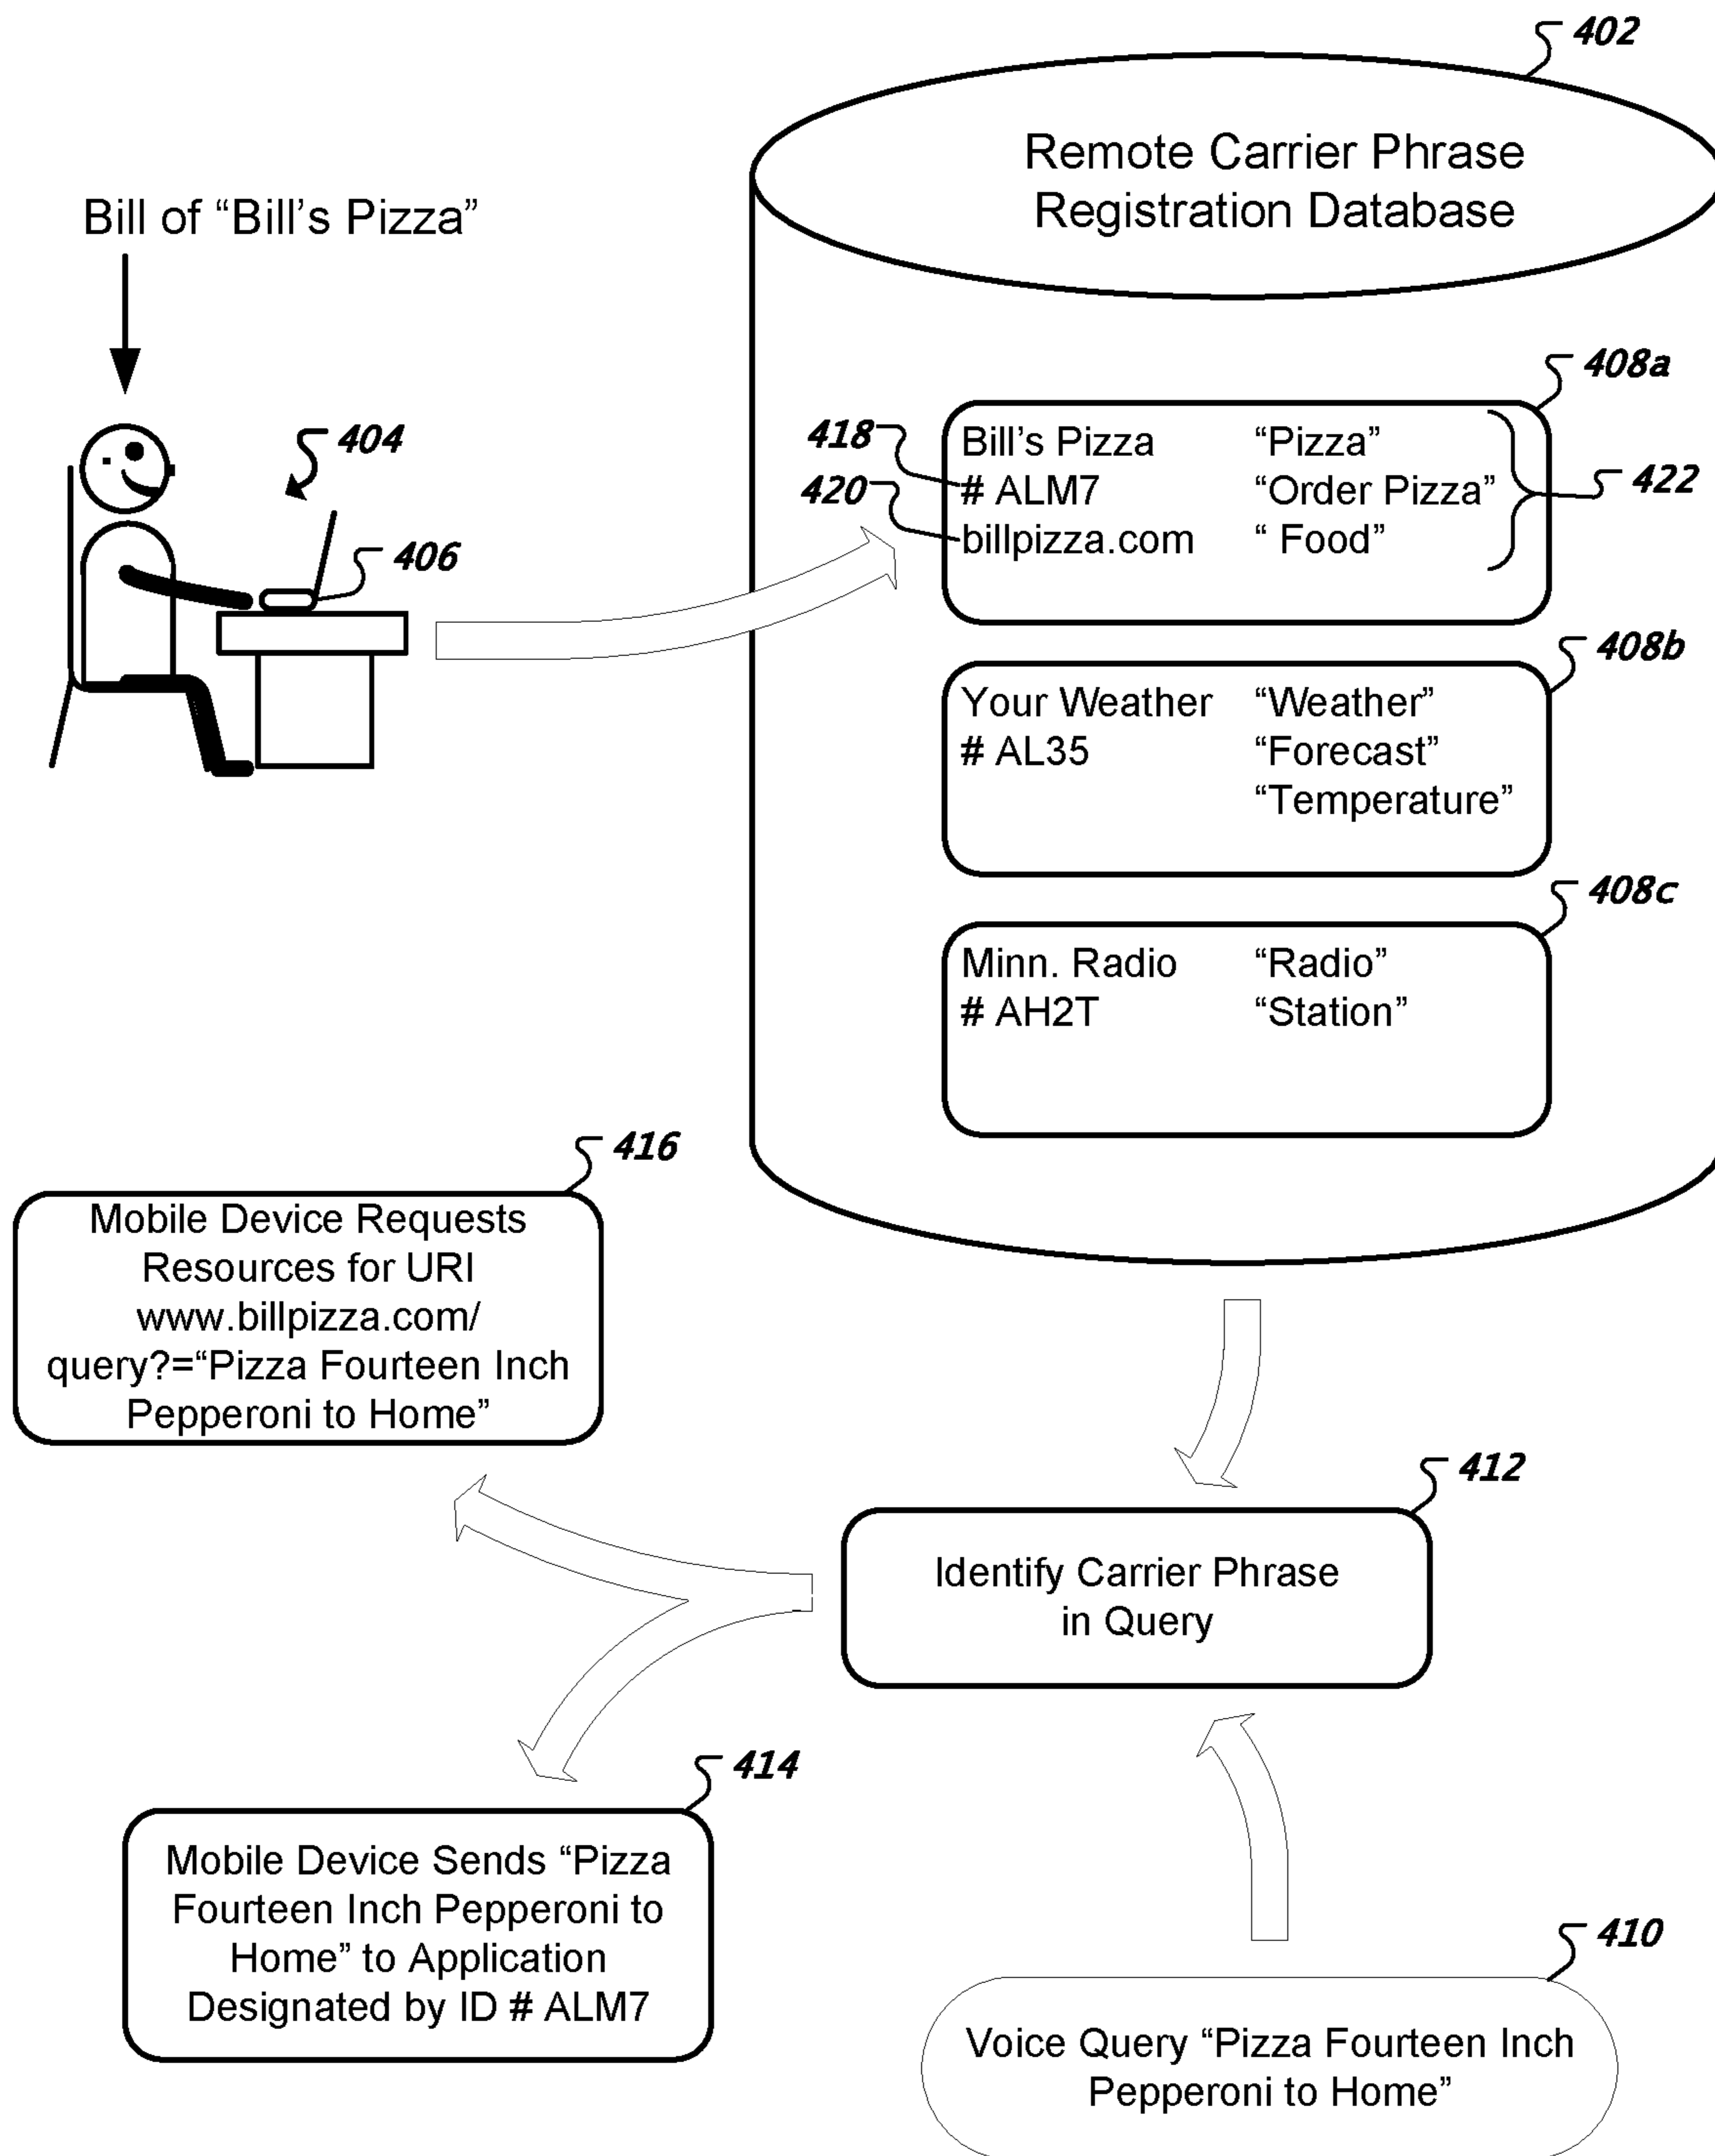 402
Remote Carrier Phrase
Registration Database
Bill of “Bill’s Pizza”
404
406
408a
418
Bill’s Pizza “Pizza”
# ALM7 “Order Pizza”
422
420
billpizza.com “ Food”
408b
Your Weather “Weather”
# AL35 “Forecast”
“Temperature”
408c
Minn. Radio “Radio”
# AH2T “Station”
416
Mobile Device Requests
Resources for URI
www.billpizza.com/
query?=“Pizza Fourteen Inch
Pepperoni to Home”
412
Identify Carrier Phrase
in Query
414
Mobile Device Sends “Pizza
Fourteen Inch Pepperoni to
Home” to Application
Designated by ID # ALM7
410
Voice Query “Pizza Fourteen Inch
Pepperoni to Home”